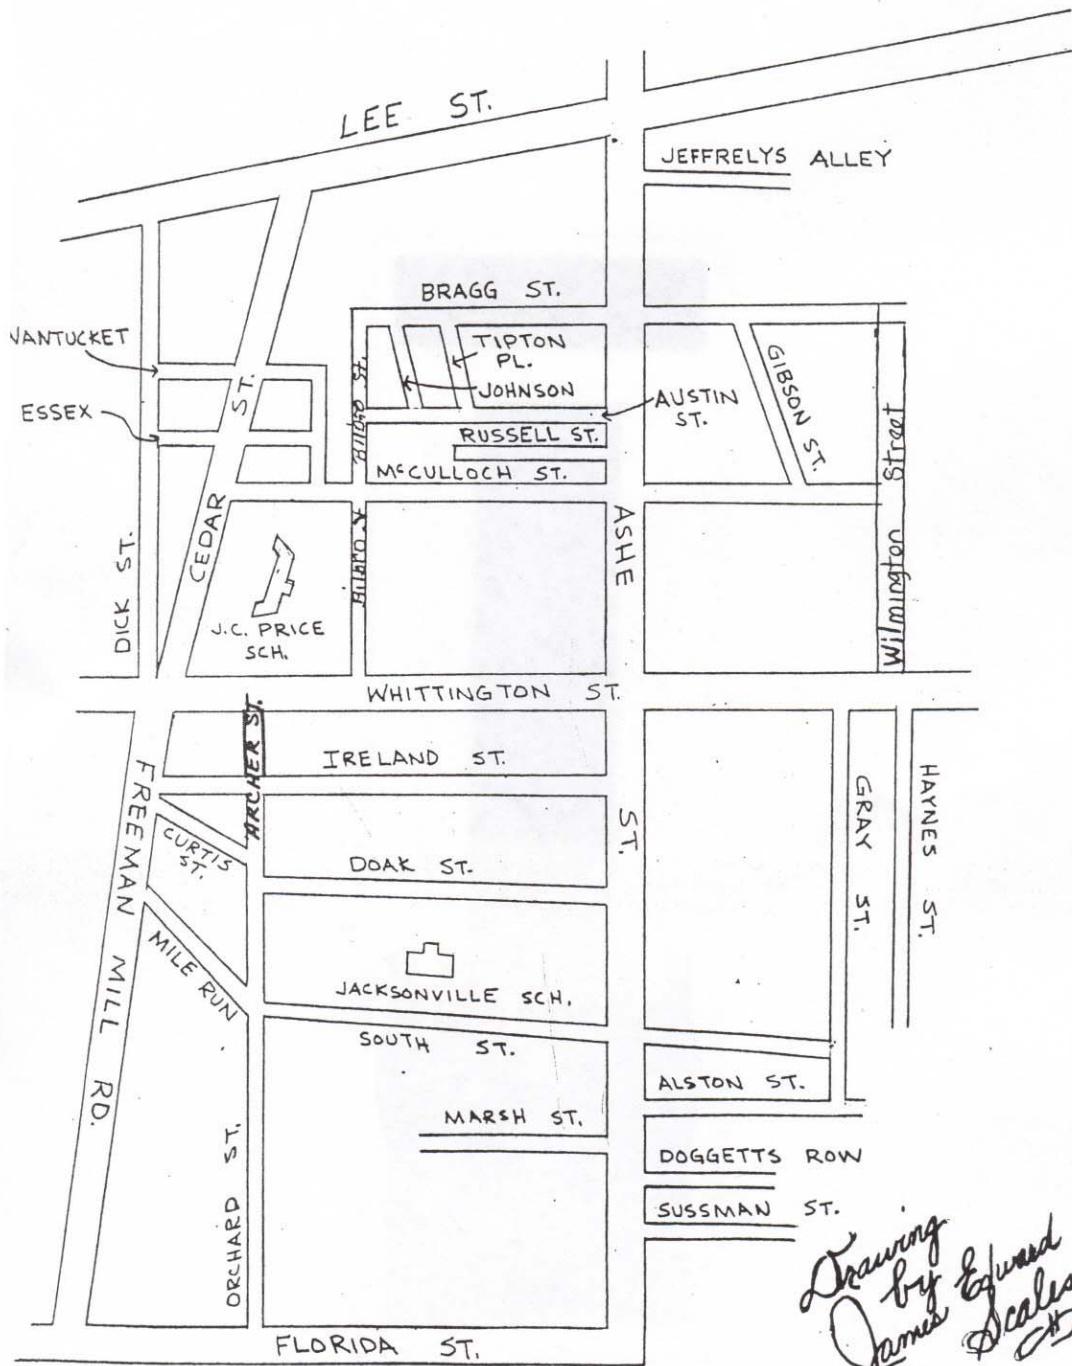 LEE ST.
JEFFRELYS ALLEY
BRAGG ST.
NANTUCKET
TIPTON
PL.
JOHNSON
GIBSON ST.
ESSEX
ST.
AUSTIN
ST.
RUSSELL ST.
McCULLOCH ST.
Wilmington Street
CEDAR
DICK ST.
ASHE
J.C. PRICE
SCH.
WHITTINGTON ST.
ARCHER ST.
IRELAND ST.
FREEMAN MILL RD.
CURTIS
ST.
ST.
GRAY ST.
HAYNES ST.
DOAK ST.
MILE RUN
JACKSONVILLE SCH.
SOUTH ST.
ALSTON ST.
MARSH ST.
DOGGETTS ROW
ORCHARD ST.
SUSSMAN ST.
FLORIDA ST.
Drawing
by
James Edward
Scales